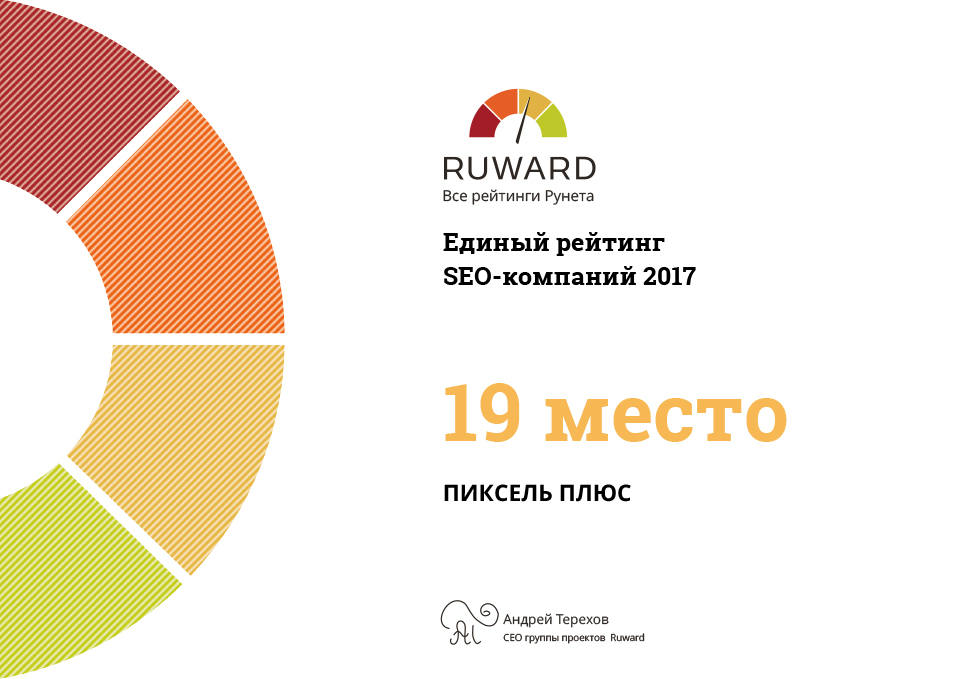 RUWARD
Все рейтинги Рунета
Единый рейтинг
SEO-компаний 2017
19 место
ПИКСЕЛЬ ПЛЮС
Андрей Терехов
CEO группы проектов Ruward